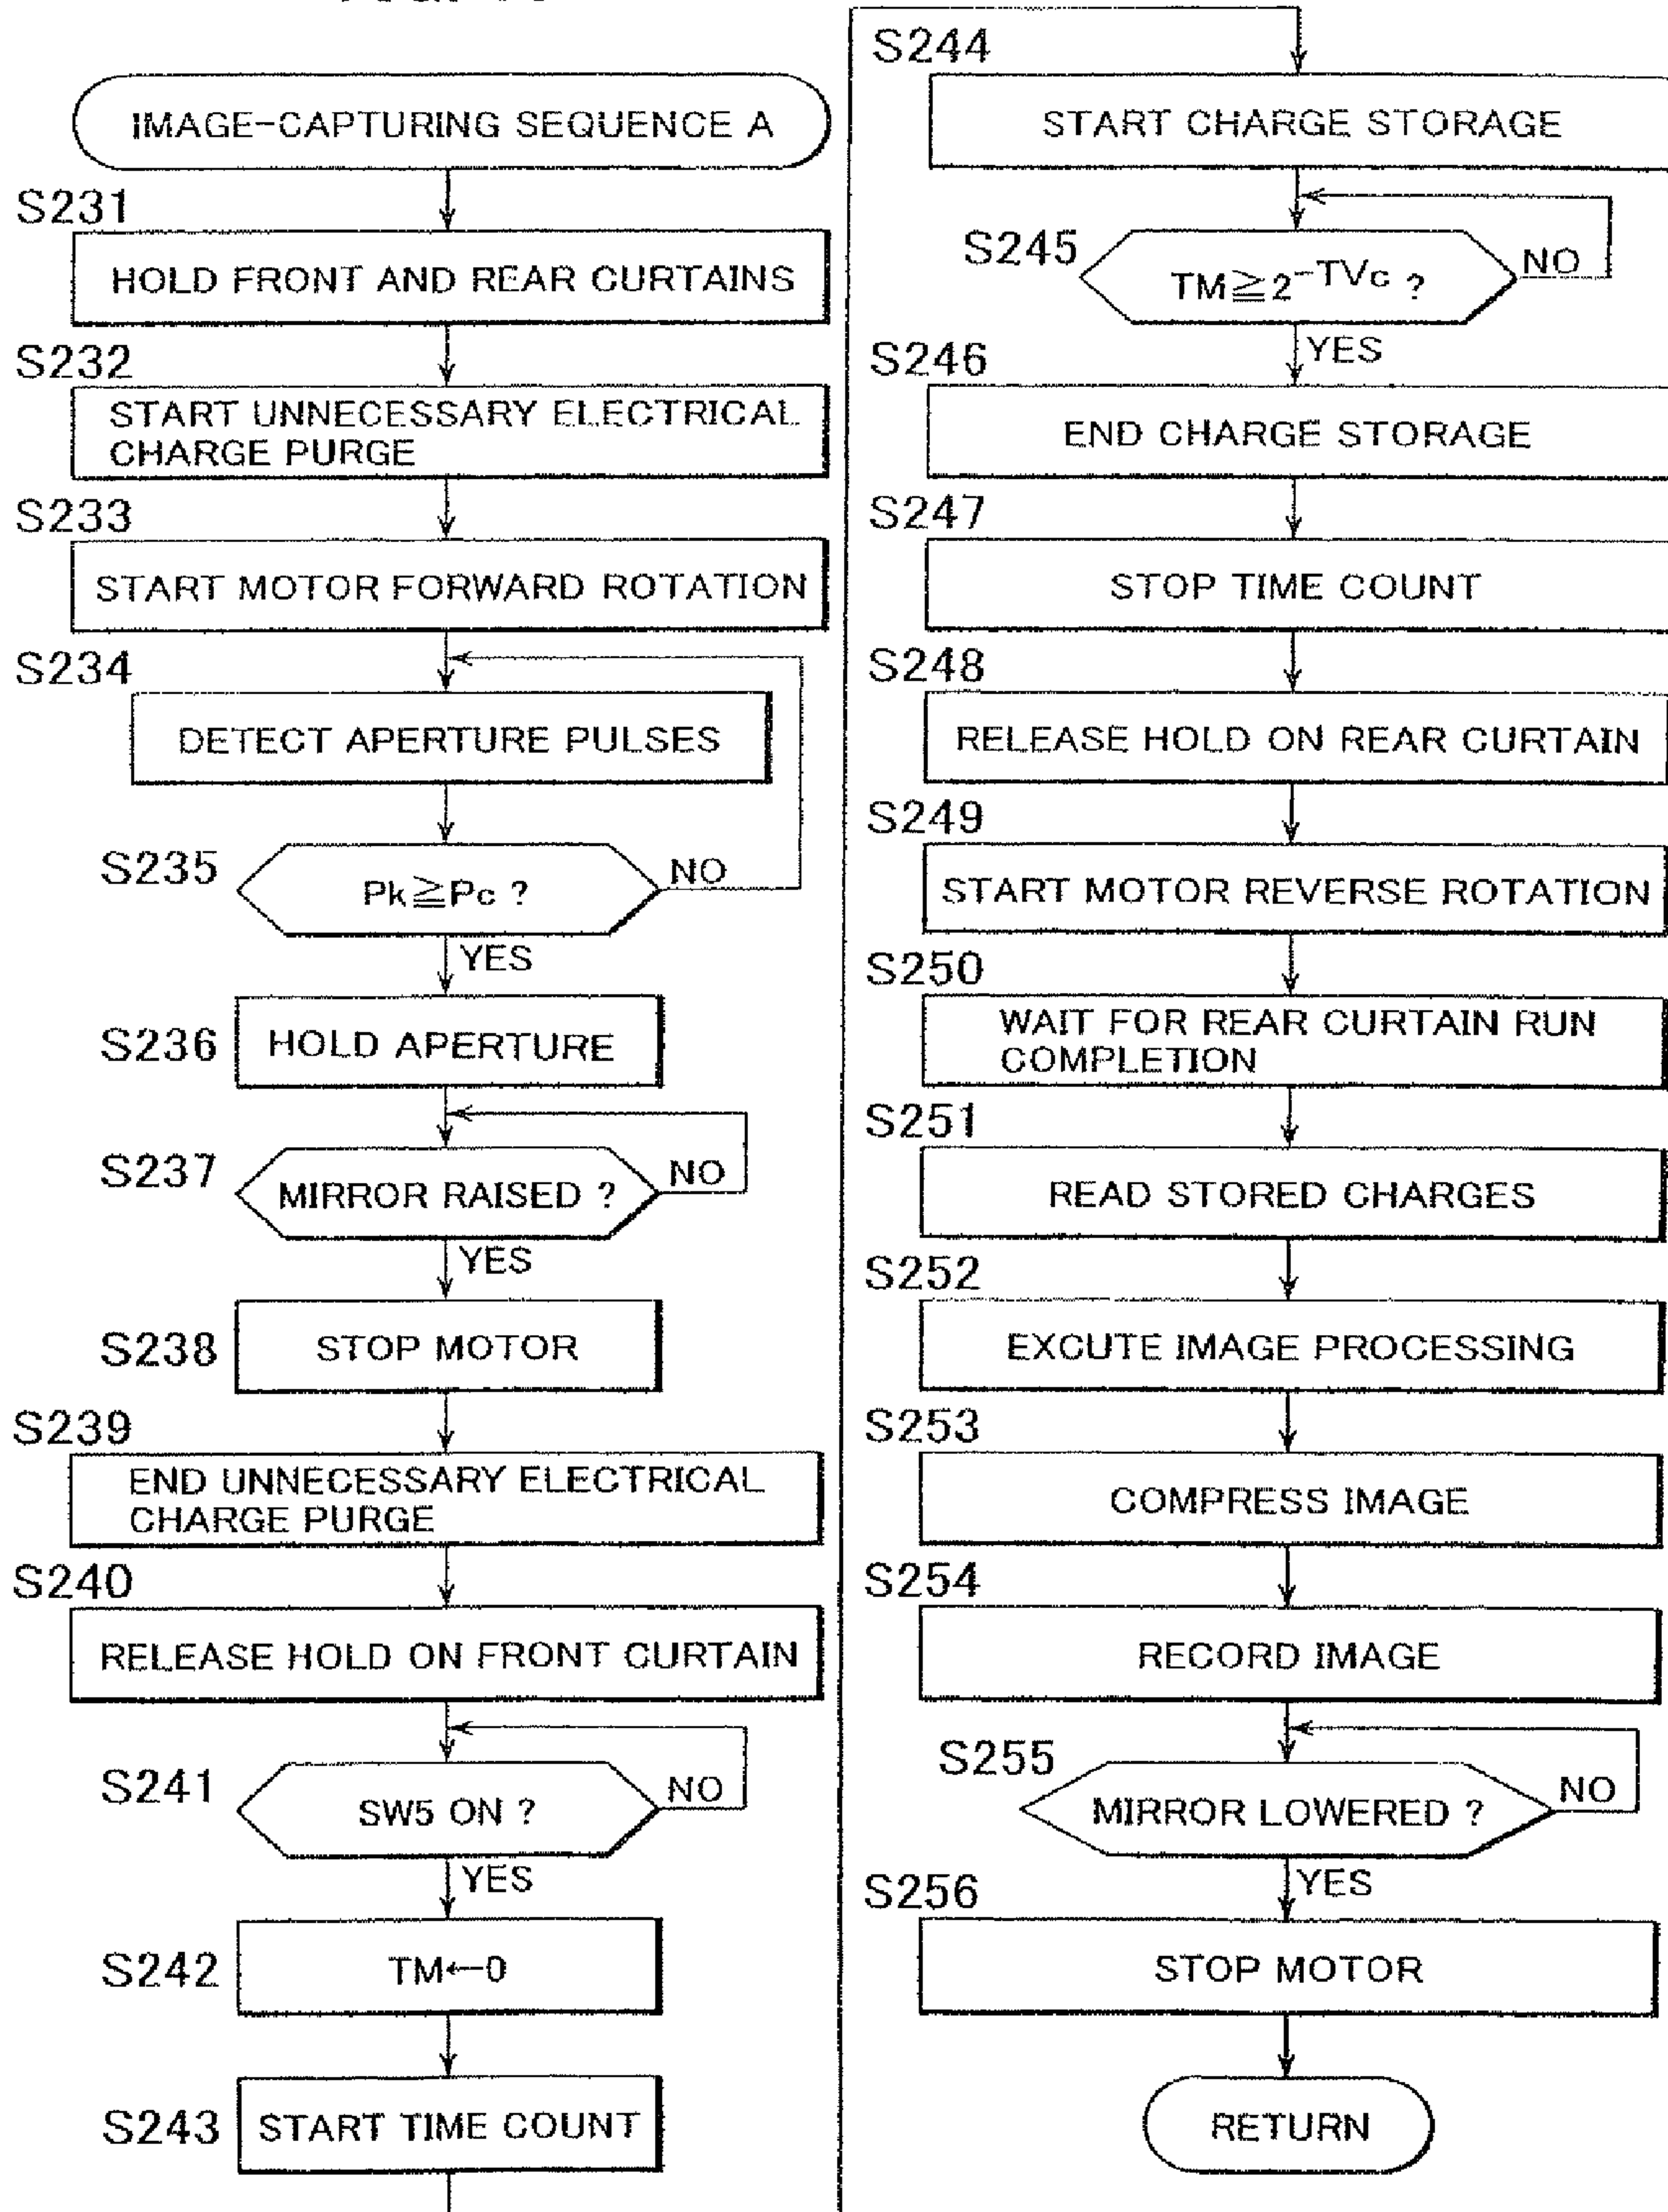 IMAGE-CAPTURING SEQUENCE A
S231
HOLD FRONT AND REAR CURTAINS
S232
START UNNECESSARY ELECTRICAL
CHARGE PURGE
S233
START MOTOR FORWARD ROTATION
S234
DETECT APERTURE PULSES
S235
Pk≧Pc ?
NO
YES
S236
HOLD APERTURE
S237
MIRROR RAISED ?
NO
YES
S238
STOP MOTOR
S239
END UNNECESSARY ELECTRICAL
CHARGE PURGE
S240
RELEASE HOLD ON FRONT CURTAIN
S241
SW5 ON ?
NO
YES
S242
TM←0
S243
START TIME COUNT
S244
START CHARGE STORAGE
S245
TM≧2^-TVc ?
NO
YES
S246
END CHARGE STORAGE
S247
STOP TIME COUNT
S248
RELEASE HOLD ON REAR CURTAIN
S249
START MOTOR REVERSE ROTATION
S250
WAIT FOR REAR CURTAIN RUN
COMPLETION
S251
READ STORED CHARGES
S252
EXCUTE IMAGE PROCESSING
S253
COMPRESS IMAGE
S254
RECORD IMAGE
S255
MIRROR LOWERED ?
NO
YES
S256
STOP MOTOR
RETURN